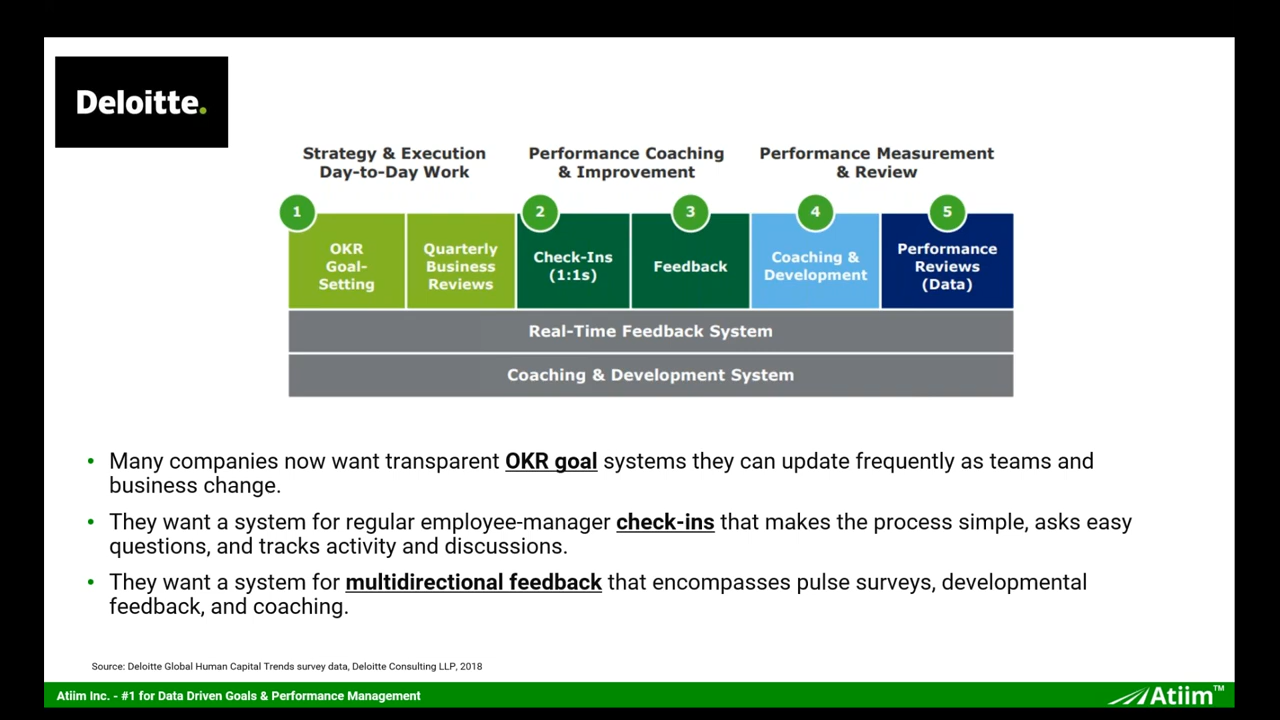 Deloitte.
Strategy & Execution
Day-to-Day Work
Performance Coaching
& Improvement
Performance Measurement
& Review
1
2
3
4
5
OKR
Goal-
Setting
Quarterly
Business
Reviews
Check-Ins
(1:1s)
Feedback
Coaching &
Development
Performance
Reviews
(Data)
Real-Time Feedback System
Coaching & Development System
• Many companies now want transparent OKR goal systems they can update frequently as teams and
business change.
• They want a system for regular employee-manager check-ins that makes the process simple, asks easy
questions, and tracks activity and discussions.
• They want a system for multidirectional feedback that encompasses pulse surveys, developmental
feedback, and coaching.
Source: Deloitte Global Human Capital Trends survey data, Deloitte Consulting LLP, 2018
Atiim Inc. - #1 for Data Driven Goals & Performance Management
Atiim™